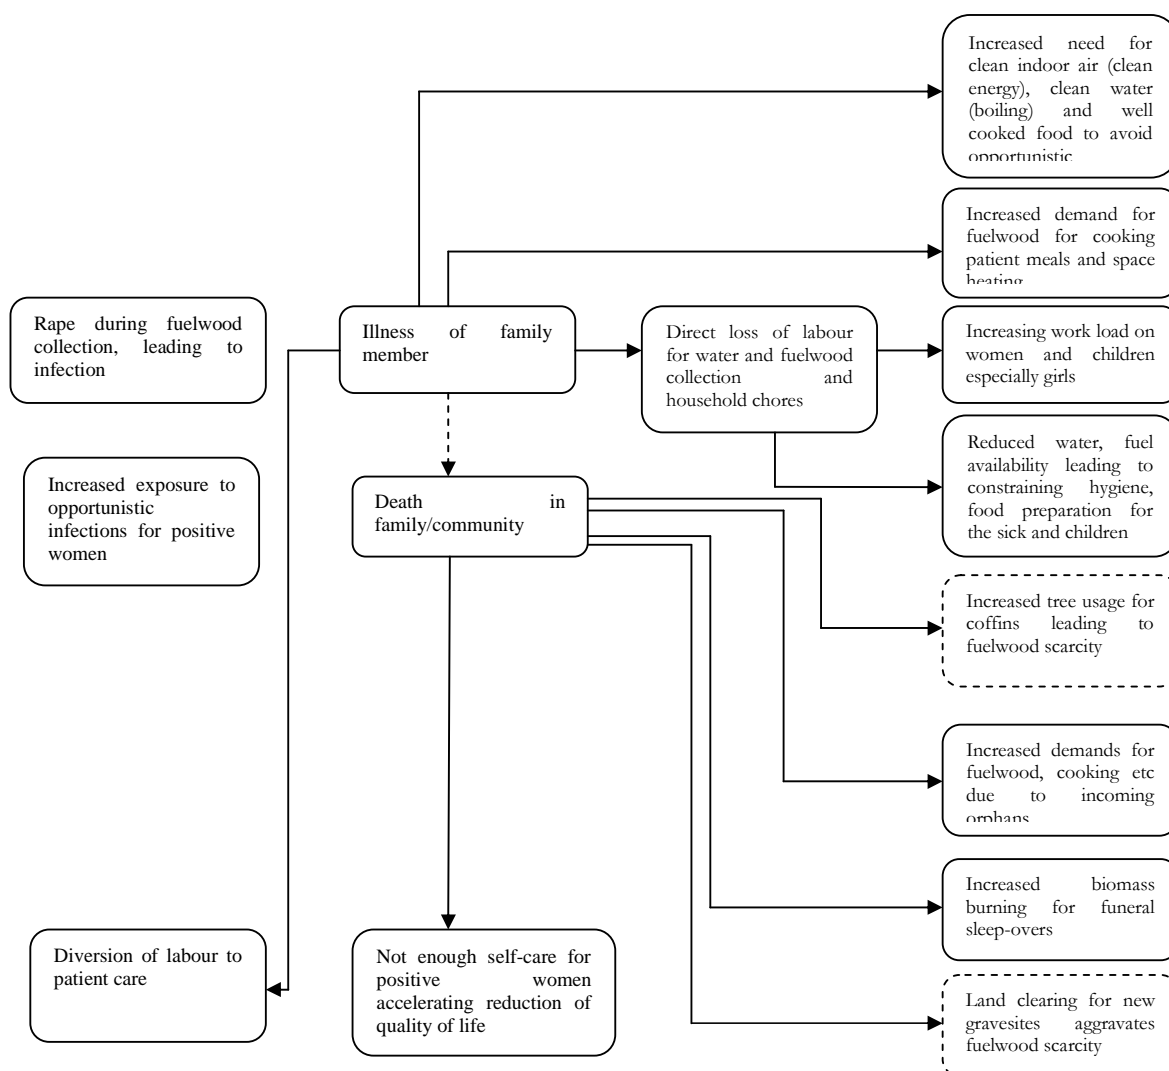 Increased need for
clean indoor air (clean
energy), clean water
(boiling) and well
cooked food to avoid
opportunistic
Increased demand for
fuelwood for cooking
patient meals and space
heating
Rape during fuelwood
collection, leading to
infection
Illness of family
member
Direct loss of labour
for water and fuelwood
collection and
household chores
Increasing work load on
women and children
especially girls
Increased exposure to
opportunistic
infections for positive
women
Death in
family/community
Reduced water, fuel
availability leading to
constraining hygiene,
food preparation for
the sick and children
Increased tree usage for
coffins leading to
fuelwood scarcity
Increased demands for
fuelwood, cooking etc
due to incoming
orphans
Increased biomass
burning for funeral
sleep-overs
Diversion of labour to
patient care
Not enough self-care for
positive women
accelerating reduction of
quality of life
Land clearing for new
gravesites aggravates
fuelwood scarcity